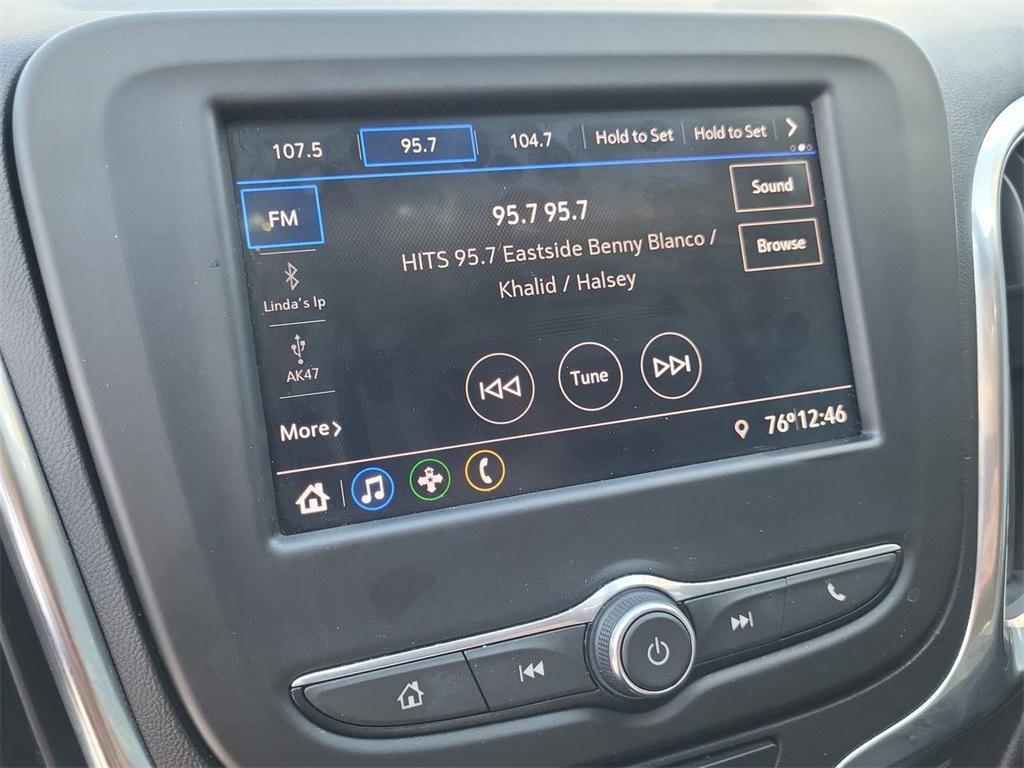 107.5 95.7 104.7 Hold to Set Hold to Set
FM
95.7 95.7
Sound
HITS 95.7 Eastside Benny Blanco /
Khalid / Halsey
Browse
Linda's Ip
AK47
Tune
More
76° 12:46